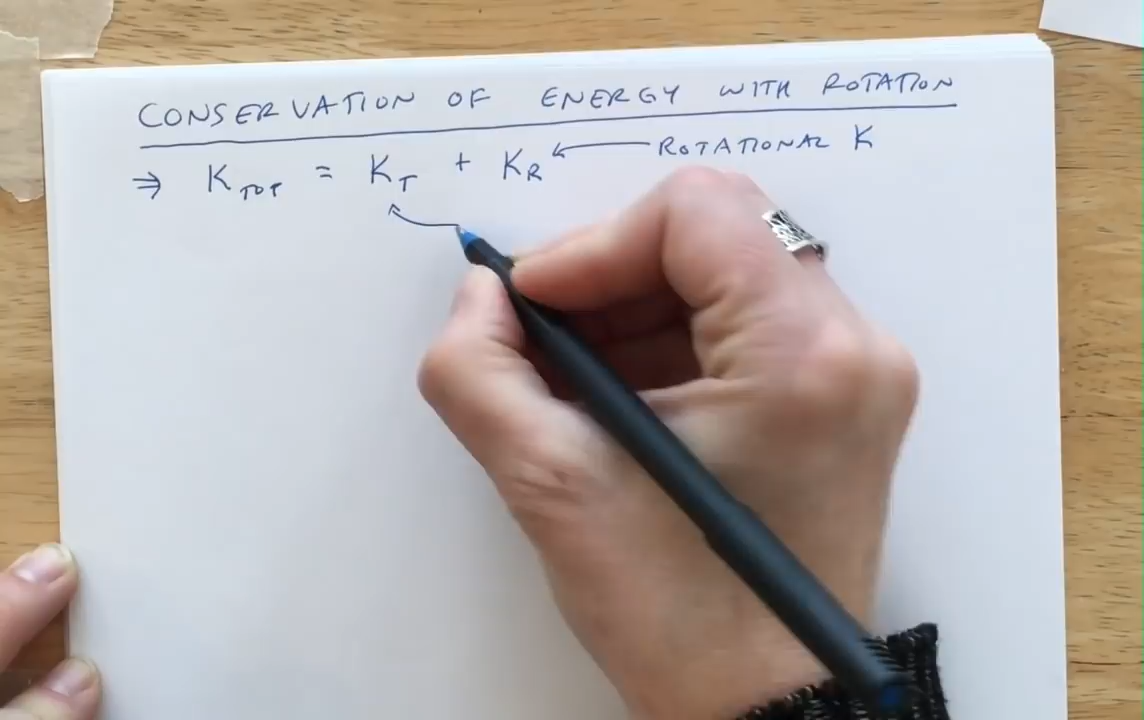 CONSERVATION OF ENERGY WITH ROTATION
⇒ K_TOT = K_T + K_R ← ROTATIONAL K